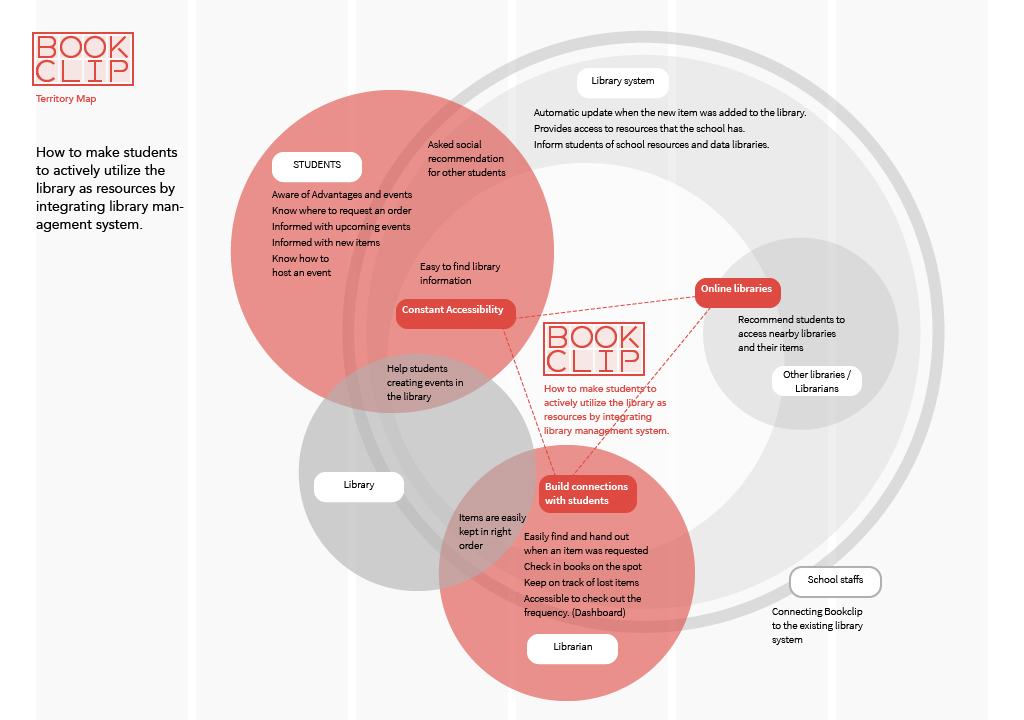 BOOK
CLIP
Territory Map
How to make students
to actively utilize the
library as resources by
integrating library man-
agement system.
Library system
Automatic update when the new item was added to the library.
Provides access to resources that the school has.
Inform students of school resources and data libraries.
Asked social
recommendation
for other students
STUDENTS
Aware of Advantages and events
Know where to request an order
Informed with upcoming events
Informed with new items
Know how to
host an event
Easy to find library
information
Constant Accessibility
Online libraries
Recommend students to
access nearby libraries
and their items
Other libraries /
Librarians
BOOK
CLIP
How to make students to
actively utilize the library as
resources by integrating
library management system.
Help students
creating events in
the library
Library
Build connections
with students
Items are easily
kept in right
order
Easily find and hand out
when an item was requested
Check in books on the spot
Keep on track of lost items
Accessible to check out the
frequency. (Dashboard)
Librarian
School staffs
Connecting Bookclip
to the existing library
system